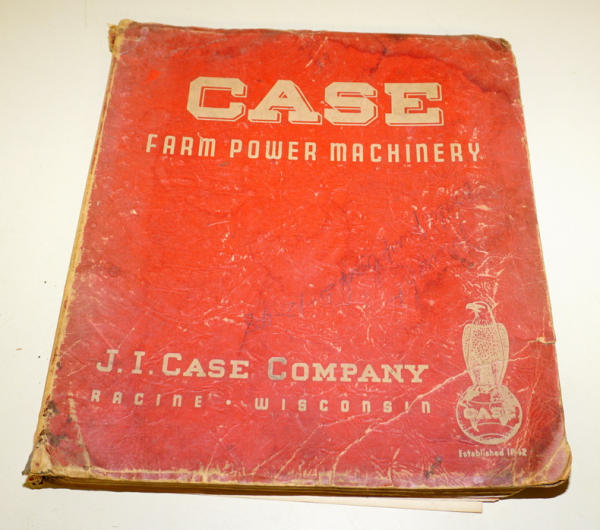 CASE
FARM POWER MACHINERY
J. I. CASE COMPANY
RACINE • WISCONSIN
CASE
Established 1842